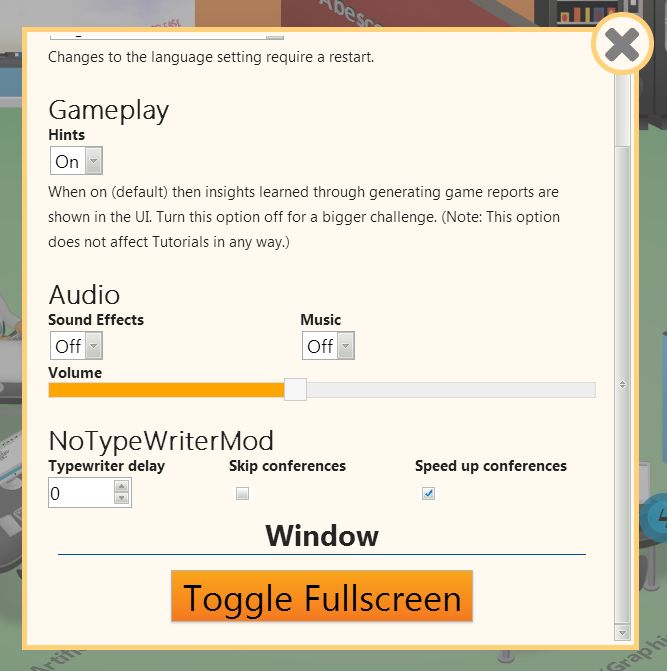 Abesc
Changes to the language setting require a restart.
Gameplay
Hints
On
When on (default) then insights learned through generating game reports are
shown in the UI. Turn this option off for a bigger challenge. (Note: This option
does not affect Tutorials in any way.)
Audio
Sound Effects Music
Off Off
Volume
NoTypeWriterMod
Typewriter delay Skip conferences Speed up conferences
0
Window
Toggle Fullscreen
Artifi
Graphi